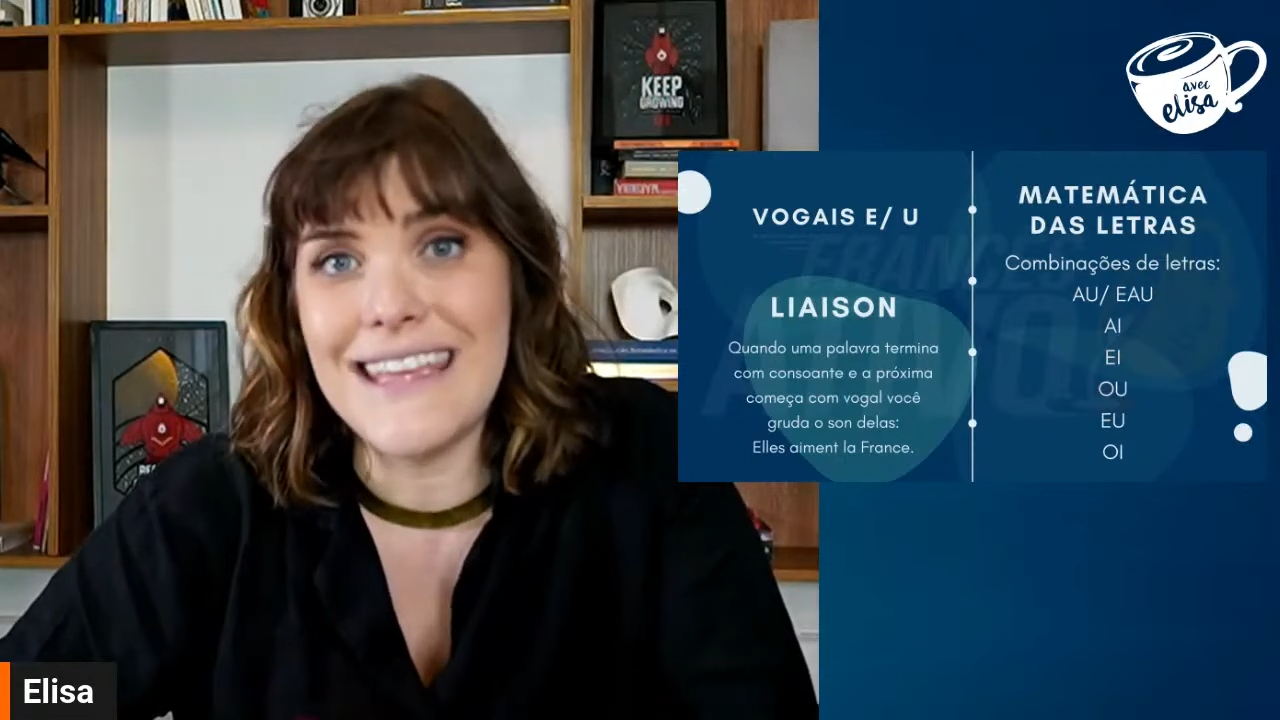 KEEP
GROWING
avec
elisa
VOGAIS E/ U
LIAISON
Quando uma palavra termina
com consoante e a próxima
começa com vogal você
gruda o son delas:
Elles aiment la France.
MATEMÁTICA
DAS LETRAS
Combinações de letras:
AU/ EAU
AI
EI
OU
EU
OI
Elisa